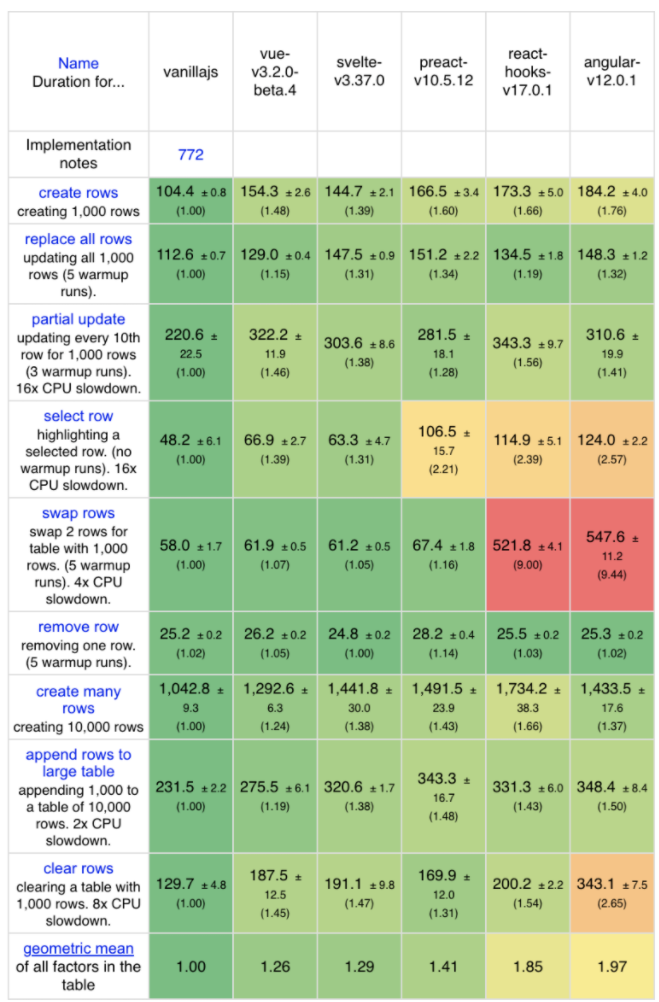 Name
Duration for...
vanillajs
vue-
v3.2.0-
beta.4
svelte-
v3.37.0
preact-
v10.5.12
react-
hooks-
v17.0.1
angular-
v12.0.1
Implementation
notes
772
create rows
creating 1,000 rows
104.4 ±0.8
(1.00)
154.3 ±2.6
(1.48)
144.7 ±2.1
(1.39)
166.5 ±3.4
(1.60)
173.3 ±5.0
(1.66)
184.2 ±4.0
(1.76)
replace all rows
updating all 1,000
rows (5 warmup
runs).
112.6 ±0.7
(1.00)
129.0 ±0.4
(1.15)
147.5 ±0.9
(1.31)
151.2 ±2.2
(1.34)
134.5 ±1.8
(1.19)
148.3 ±1.2
(1.32)
partial update
updating every 10th
row for 1,000 rows
(3 warmup runs).
16x CPU slowdown.
220.6 ±
22.5
(1.00)
322.2 ±
11.9
(1.46)
303.6 ±8.6
(1.38)
281.5 ±
18.1
(1.28)
343.3 ±9.7
(1.56)
310.6 ±
19.9
(1.41)
select row
highlighting a
selected row. (no
warmup runs). 16x
CPU slowdown.
48.2 ±6.1
(1.00)
66.9 ±2.7
(1.39)
63.3 ±4.7
(1.31)
106.5 ±
15.7
(2.21)
114.9 ±5.1
(2.39)
124.0 ±2.2
(2.57)
swap rows
swap 2 rows for
table with 1,000
rows. (5 warmup
runs). 4x CPU
slowdown.
58.0 ±1.7
(1.00)
61.9 ±0.5
(1.07)
61.2 ±0.5
(1.05)
67.4 ±1.8
(1.16)
521.8 ±4.1
(9.00)
547.6 ±
11.2
(9.44)
remove row
removing one row.
(5 warmup runs).
25.2 ±0.2
(1.02)
26.2 ±0.2
(1.05)
24.8 ±0.2
(1.00)
28.2 ±0.4
(1.14)
25.5 ±0.2
(1.03)
25.3 ±0.2
(1.02)
create many
rows
creating 10,000 rows
1,042.8 ±
9.3
(1.00)
1,292.6 ±
6.3
(1.24)
1,441.8 ±
30.0
(1.38)
1,491.5 ±
23.9
(1.43)
1,734.2 ±
38.3
(1.66)
1,433.5 ±
17.6
(1.37)
append rows to
large table
appending 1,000 to
a table of 10,000
rows. 2x CPU
slowdown.
231.5 ±2.2
(1.00)
275.5 ±6.1
(1.19)
320.6 ±1.7
(1.38)
343.3 ±
16.7
(1.48)
331.3 ±6.0
(1.43)
348.4 ±8.4
(1.50)
clear rows
clearing a table with
1,000 rows. 8x CPU
slowdown.
129.7 ±4.8
(1.00)
187.5 ±
12.5
(1.45)
191.1 ±9.8
(1.47)
169.9 ±
12.0
(1.31)
200.2 ±2.2
(1.54)
343.1 ±7.5
(2.65)
geometric mean
of all factors in the
table
1.00
1.26
1.29
1.41
1.85
1.97